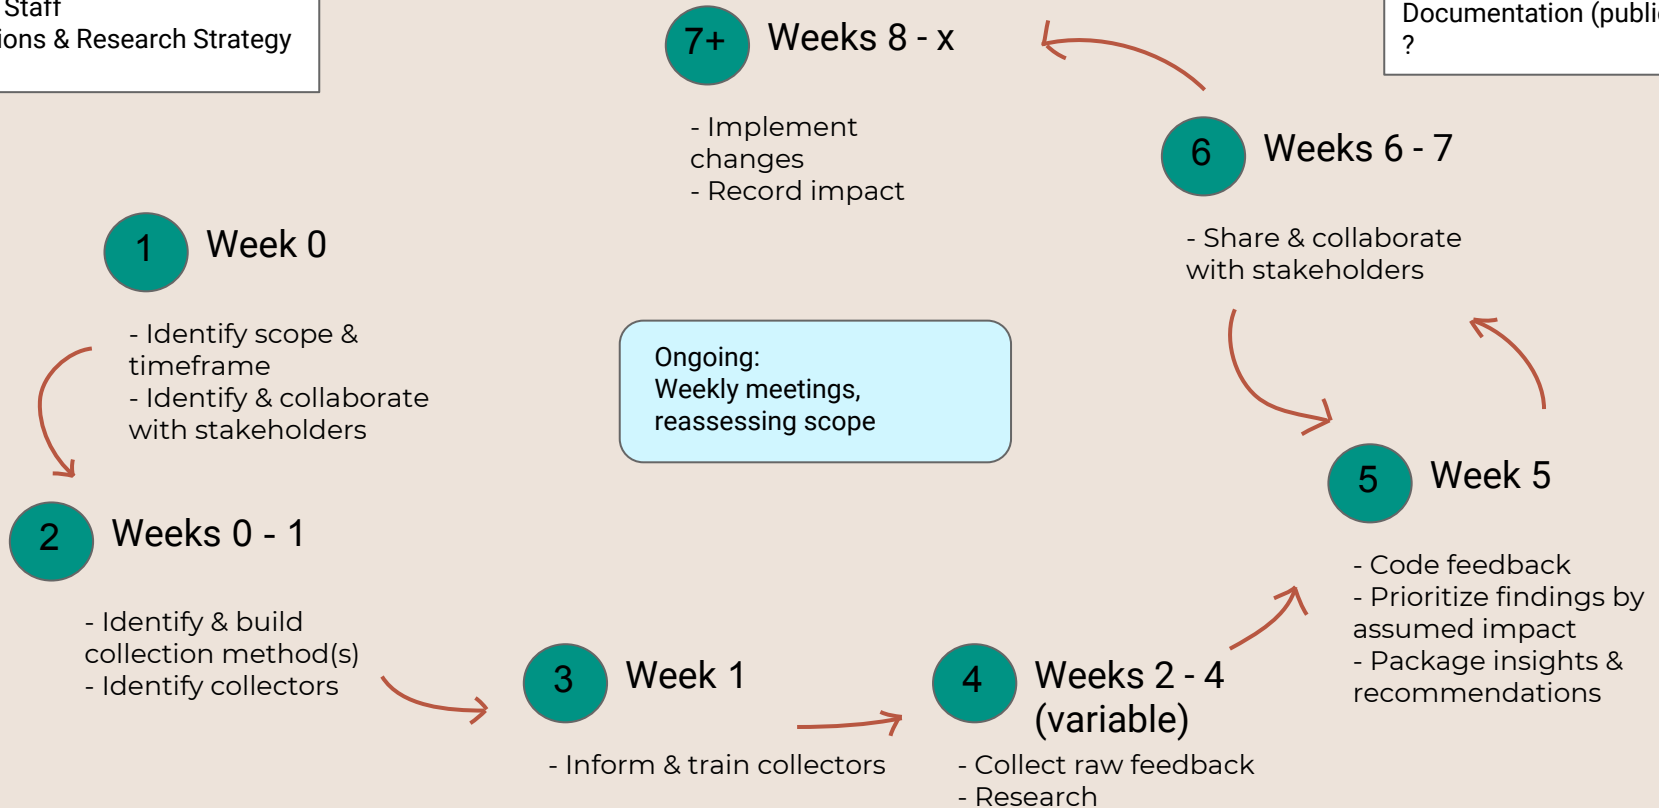 Staff
& Research Strategy
Documentation
?
7+
Weeks 8 - x
- Implement
changes
- Record impact
6
Weeks 6 - 7
- Share & collaborate
with stakeholders
1
Week 0
- Identify scope &
timeframe
- Identify & collaborate
with stakeholders
Ongoing:
Weekly meetings,
reassessing scope
2
Weeks 0 - 1
- Identify & build
collection method(s)
- Identify collectors
3
Week 1
- Inform & train collectors
4
Weeks 2 - 4
(variable)
- Collect raw feedback
- Research
5
Week 5
- Code feedback
- Prioritize findings by
assumed impact
- Package insights &
recommendations